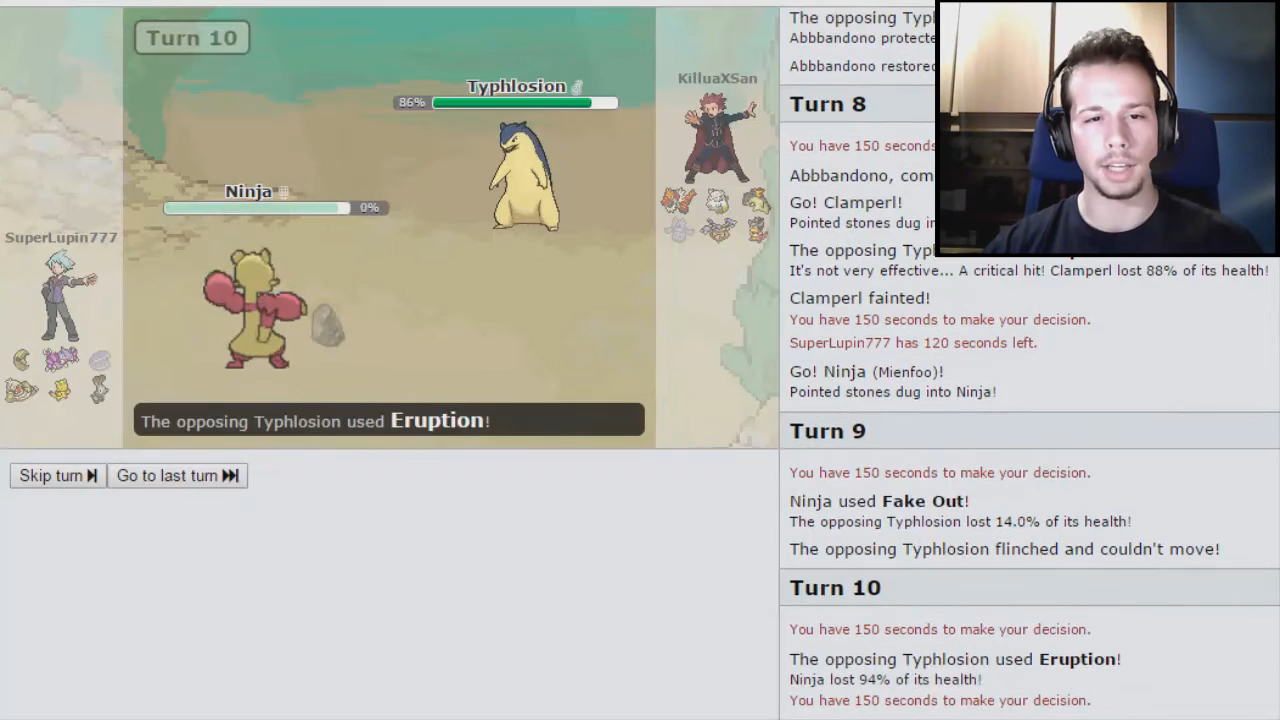 Turn 10
Typhlosion
86%
Ninja
0%
SuperLupin777
KilluaXSan
The opposing Typhlosion used Eruption!
Skip turn
Go to last turn
The opposing
Abbbandono
Abbbandono restored
Turn 8
You have 150 seconds
Abbbandono, com
Go! Clamperl!
Pointed stones dug in
The opposing
It's not very effective... A critical hit! Clamperl lost 88% of its health!
Clamperl fainted!
You have 150 seconds to make your decision.
SuperLupin777 has 120 seconds left.
Go! Ninja (Mienfoo)!
Pointed stones dug into Ninja!
Turn 9
You have 150 seconds to make your decision.
Ninja used Fake Out!
The opposing Typhlosion lost 14.0% of its health!
The opposing Typhlosion flinched and couldn't move!
Turn 10
You have 150 seconds to make your decision.
The opposing Typhlosion used Eruption!
Ninja lost 94% of its health!
You have 150 seconds to make your decision.